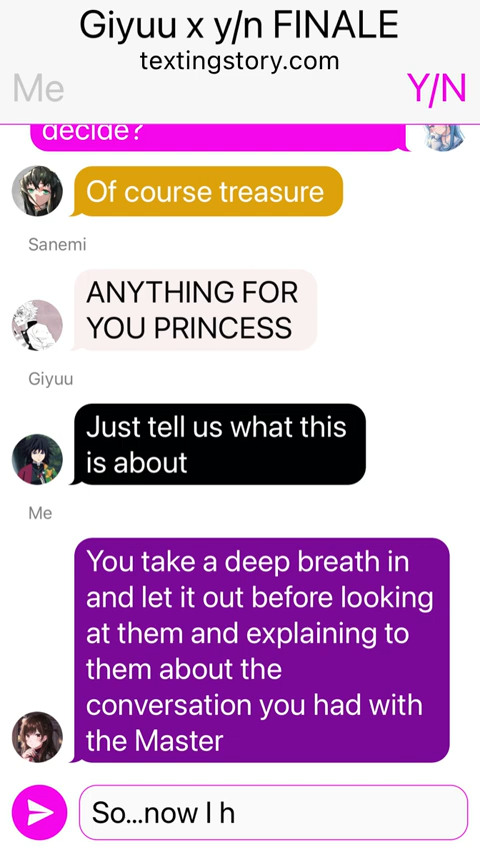 Giyuu x y/n FINALE
textingstory.com
Me
Y/N
decide?
Of course treasure
Sanemi
ANYTHING FOR
YOU PRINCESS
Giyuu
Just tell us what this
is about
Me
You take a deep breath in
and let it out before looking
at them and explaining to
them about the
conversation you had with
the Master
So...now I h